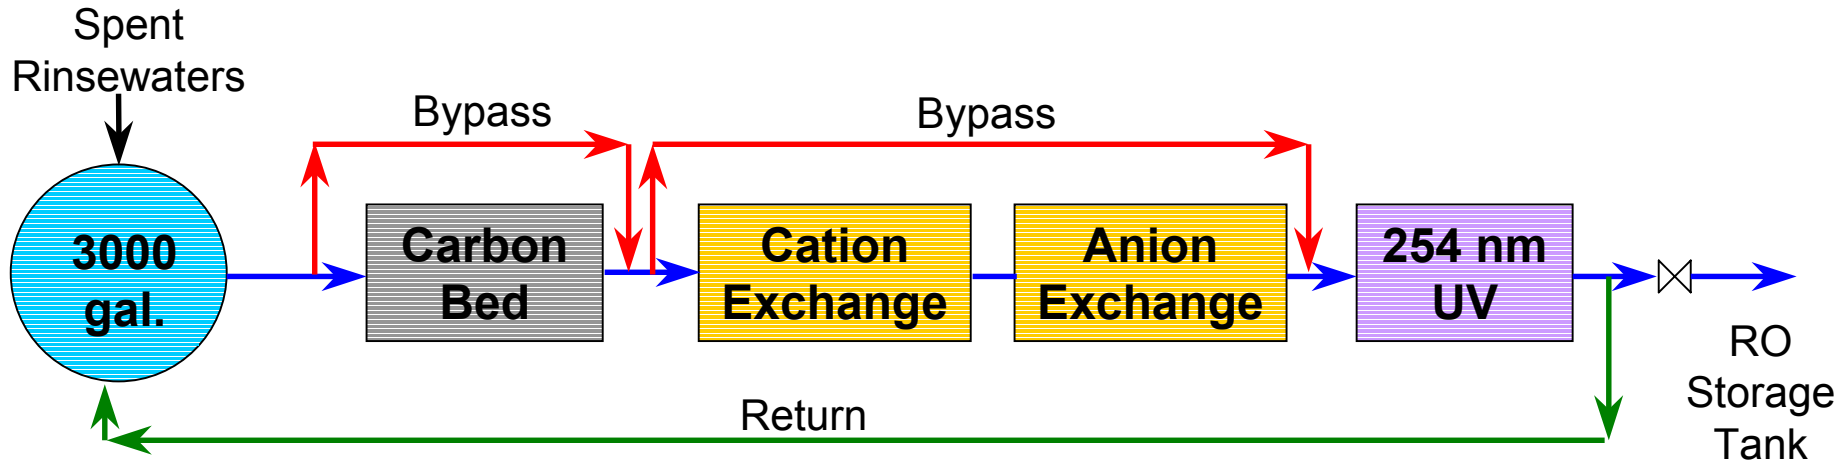 Spent
Rinsewaters
Bypass
Bypass
3000
gal.
Carbon
Bed
Cation
Exchange
Anion
Exchange
254 nm
UV
Return
RO
Storage
Tank